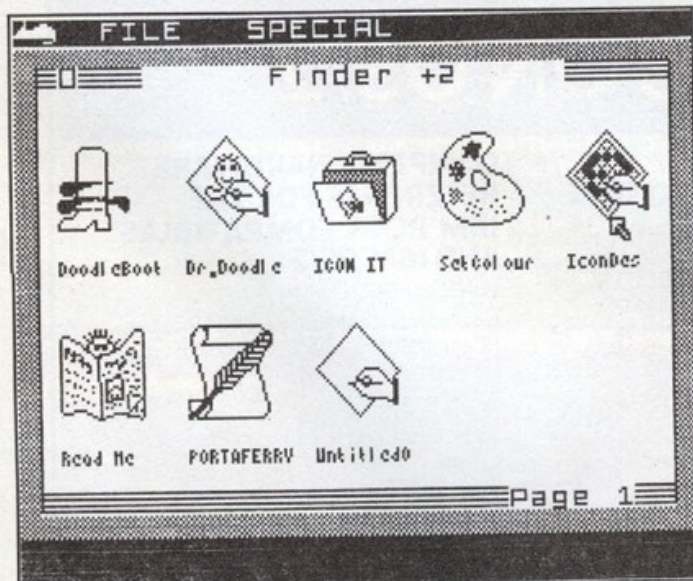 FILE SPECIAL
Finder +2
DoodleBoot Dr.Doodle ICON IT SetColour IconDes
Read Me PORTAFERRY Untitled0
Page 1